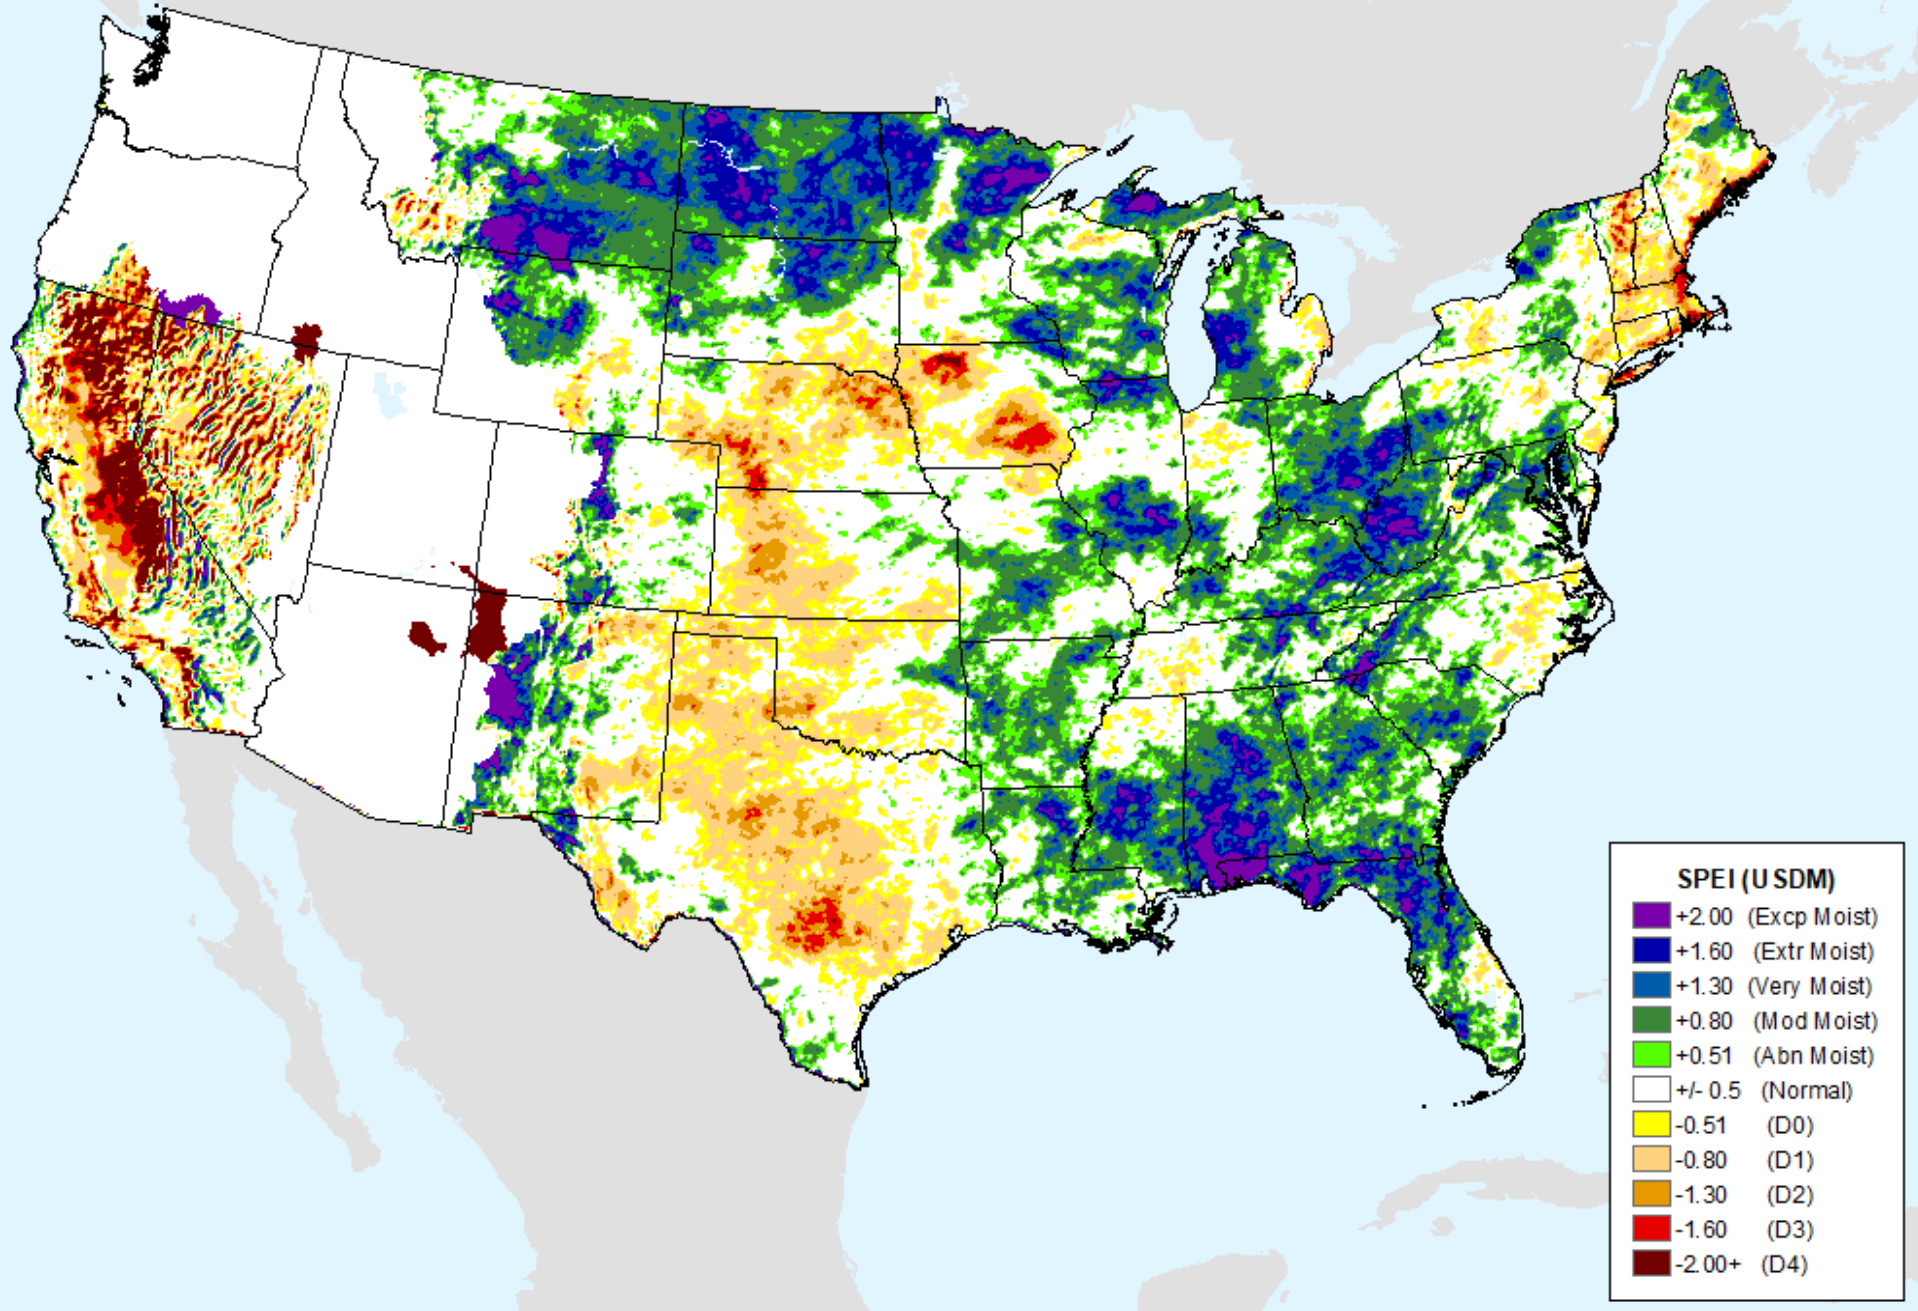 SPEI (USDM)
+2.00 (Excp Moist)
+1.60 (Extr Moist)
+1.30 (Very Moist)
+0.80 (Mod Moist)
+0.51 (Abn Moist)
+/- 0.5 (Normal)
-0.51 (D0)
-0.80 (D1)
-1.30 (D2)
-1.60 (D3)
-2.00+ (D4)